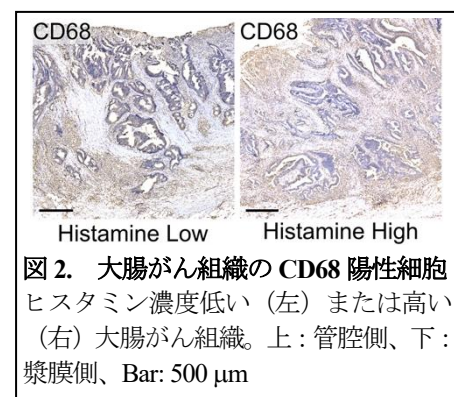 CD68
CD68
Histamine Low
Histamine High
図 2. 大腸がん組織の CD68 陽性細胞
ヒスタミン濃度低い（左）または高い
（右）大腸がん組織。上 : 管腔側、下 :
漿膜側、Bar: 500 μm